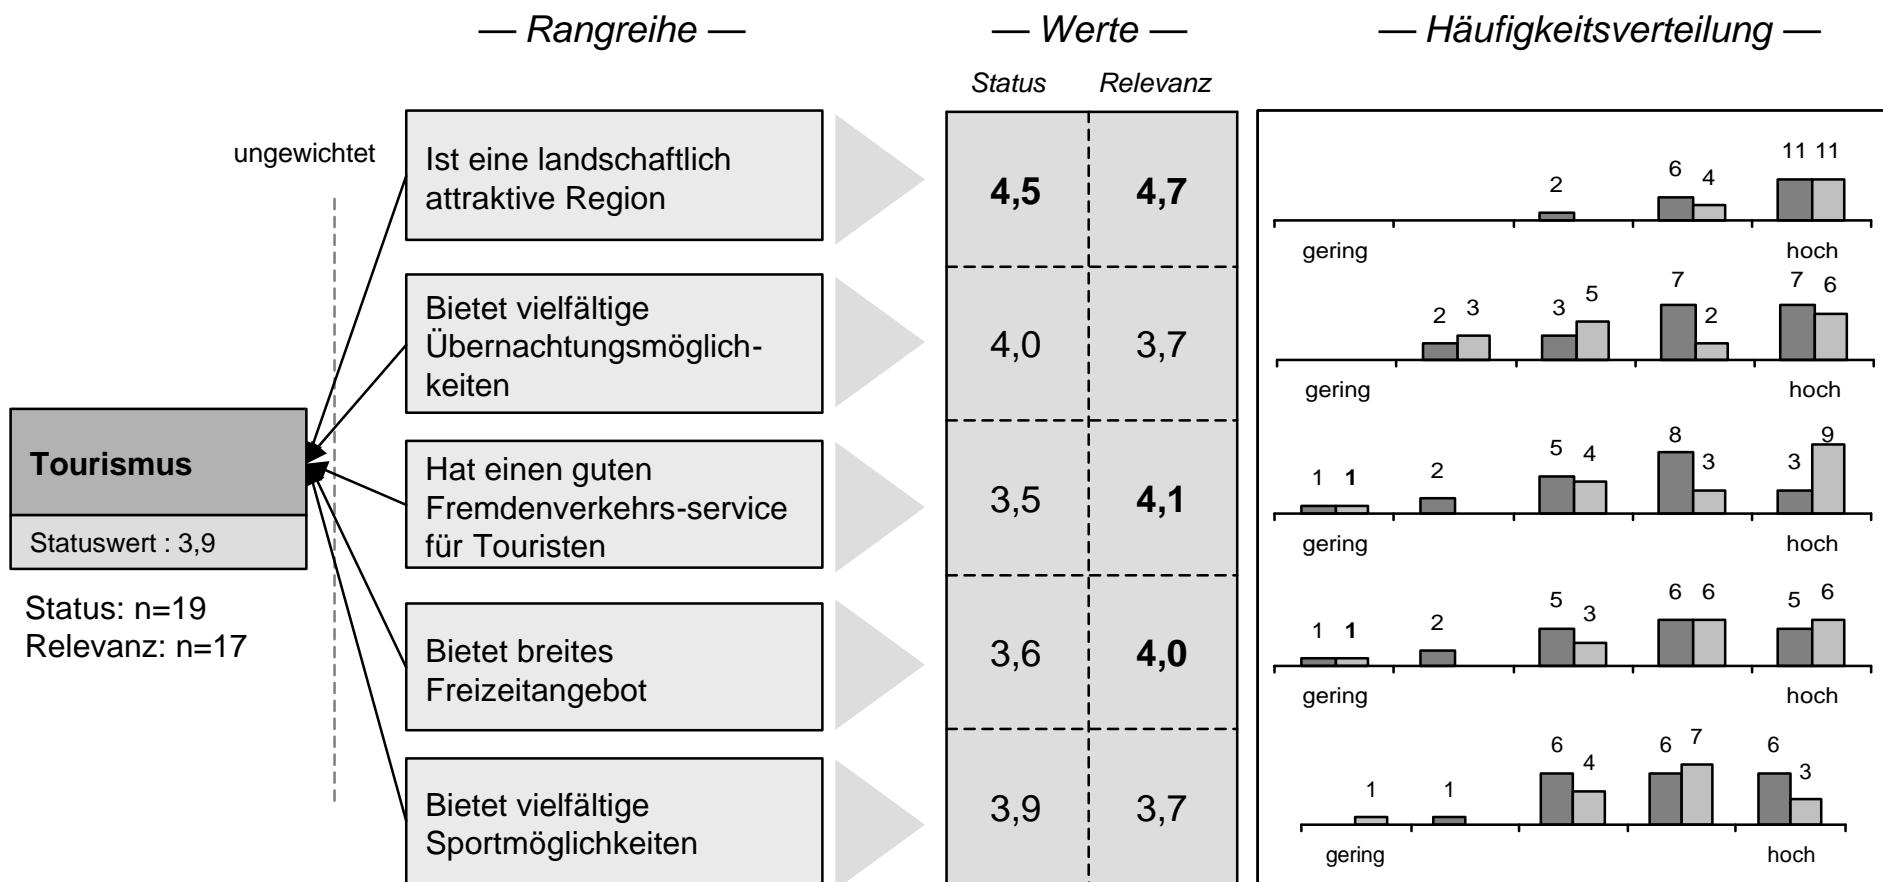 — Rangreihe —
— Werte —
— Häufigkeitsverteilung —
Status Relevanz
ungewichtet
Ist eine landschaftlich
attraktive Region
4,5 4,7
2 6 4 11 11
gering hoch
Bietet vielfältige
Übernachtungsmöglich-
keiten
4,0 3,7
2 3 3 5 7 2 7 6
gering hoch
Tourismus
Statuswert : 3,9
Status: n=19
Relevanz: n=17
Hat einen guten
Fremdenverkehrs-service
für Touristen
3,5 4,1
1 1 2 5 4 8 3 3 9
gering hoch
Bietet breites
Freizeitangebot
3,6 4,0
1 1 2 5 3 6 6 5 6
gering hoch
Bietet vielfältige
Sportmöglichkeiten
3,9 3,7
1 1 6 4 6 7 6 3
gering hoch